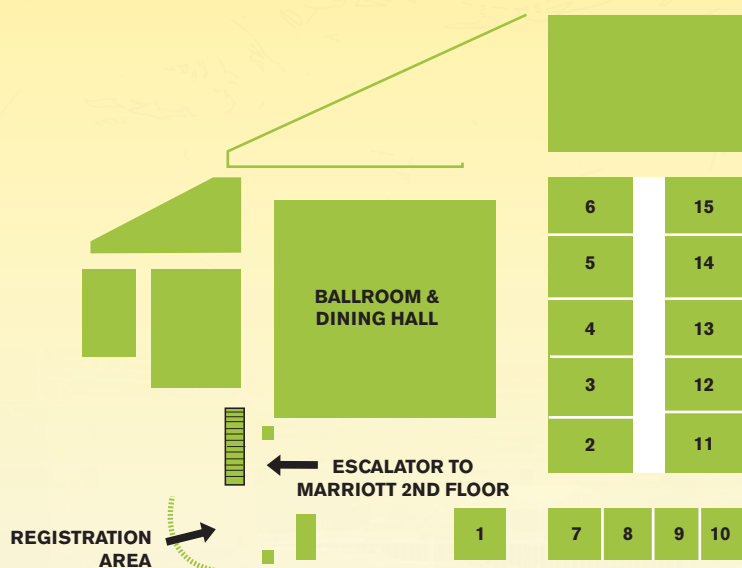 6
15
5
14
BALLROOM &
DINING HALL
4
13
3
12
2
11
ESCALATOR TO
MARRIOTT 2ND FLOOR
REGISTRATION
AREA
1
7
8
9
10